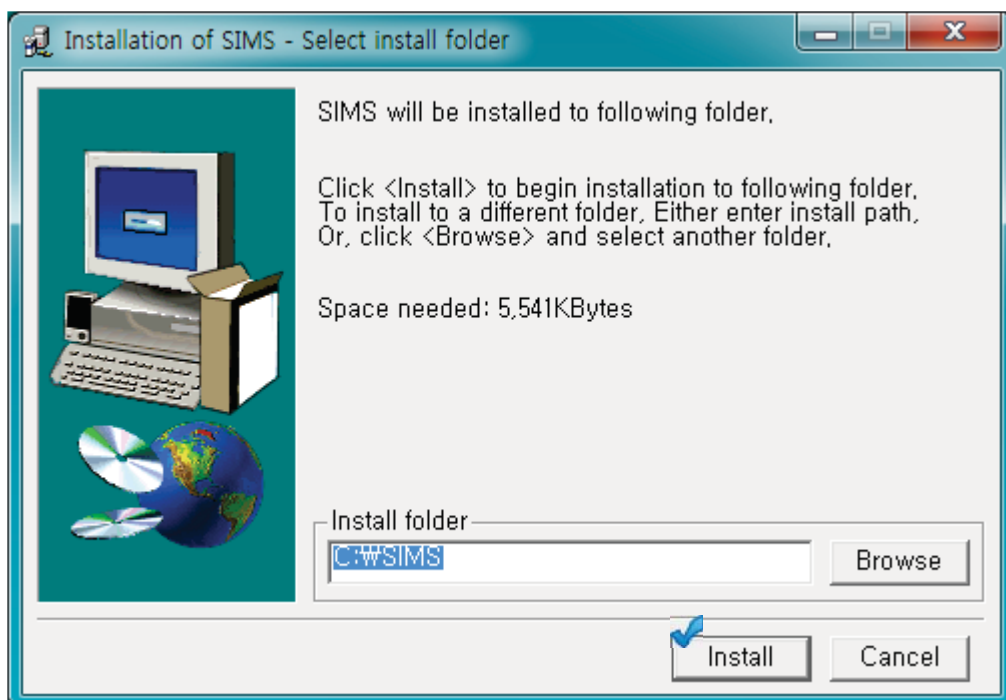 Installation of SIMS - Select install folder
SIMS will be installed to following folder,
Click <Install> to begin installation to following folder,
To install to a different folder, Either enter install path,
Or, click <Browse> and select another folder,
Space needed: 5,541KBytes
Install folder
C:₩SIMS
Browse
Install
Cancel